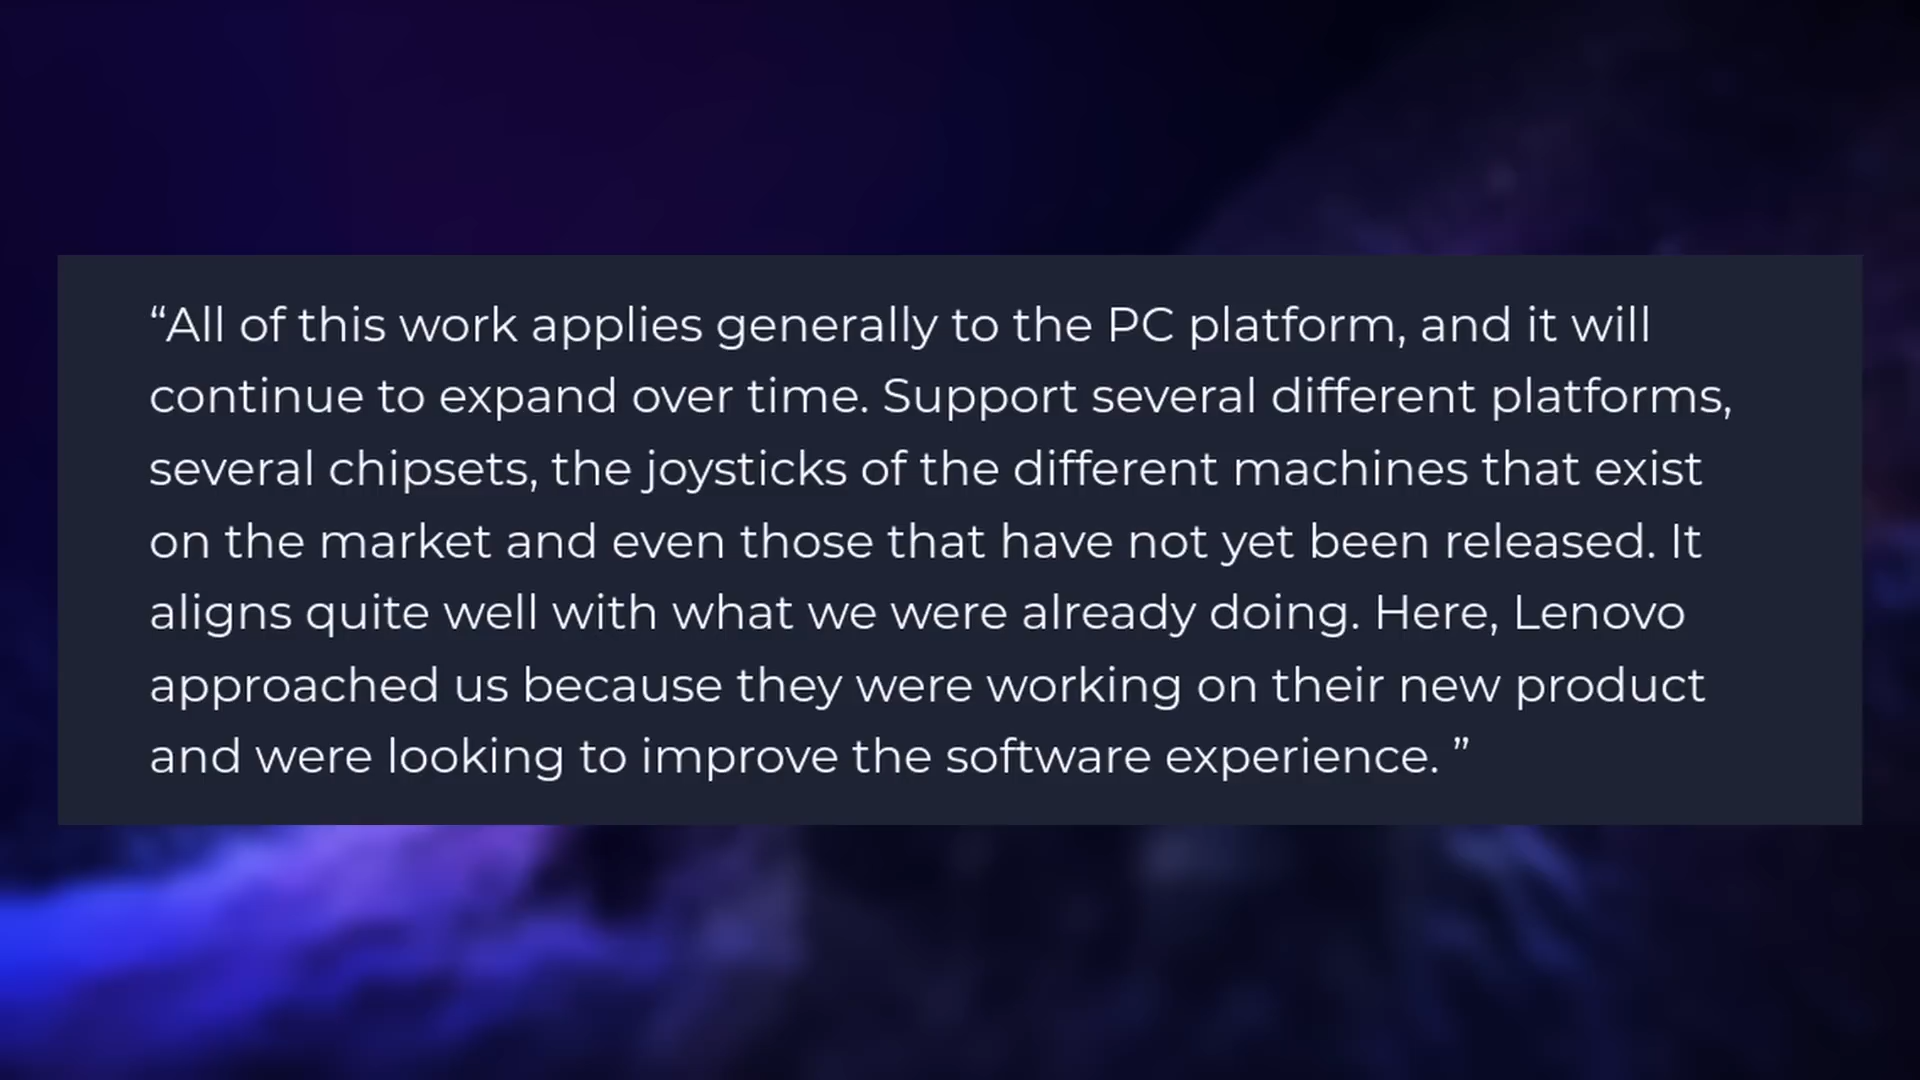 “All of this work applies generally to the PC platform, and it will
continue to expand over time. Support several different platforms,
several chipsets, the joysticks of the different machines that exist
on the market and even those that have not yet been released. It
aligns quite well with what we were already doing. Here, Lenovo
approached us because they were working on their new product
and were looking to improve the software experience. ”